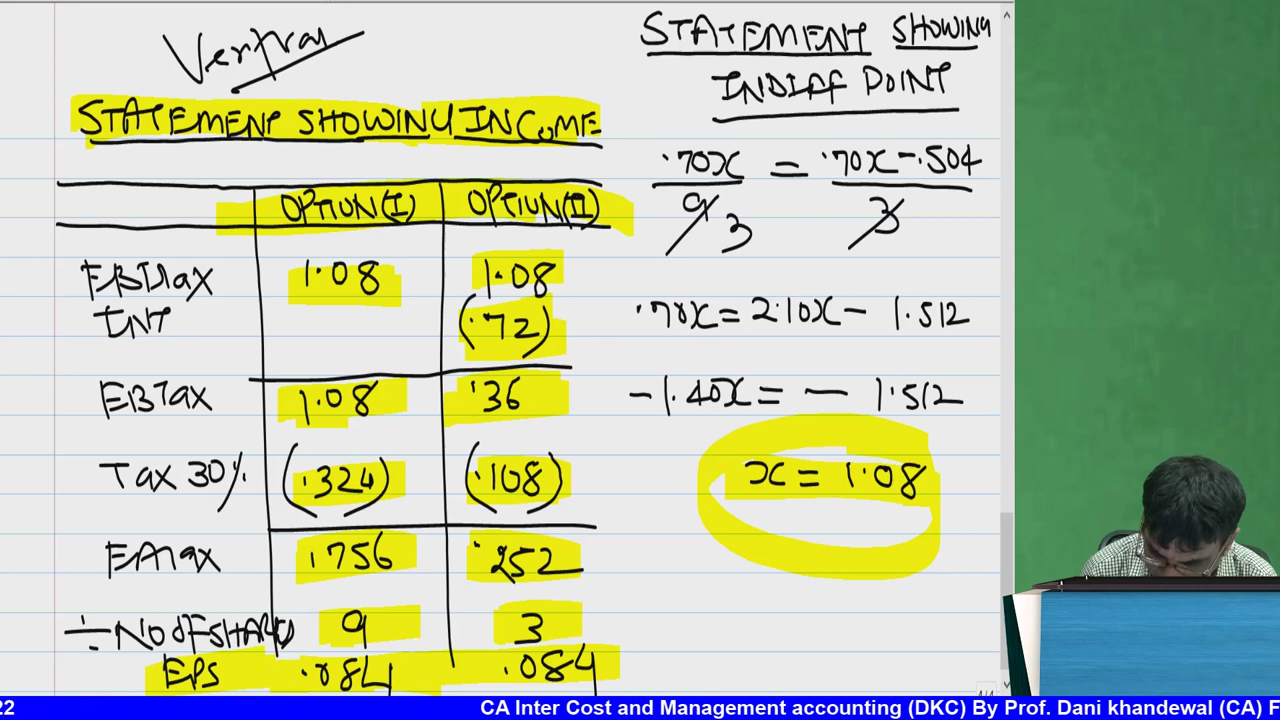 Vertical
STATEMENT SHOWING INCOME
OPTION(I) OPTION(II)
EBITax 1.08 1.08
INT (.72)
EBTax 1.08 .36
Tax 30% (.324) (.108)
EATax .756 .252
÷ NO OF SHARES 9 3
EPS .084 .084
STATEMENT SHOWING
INDIFF POINT
.70x = .70x-.504
9 3 3
.70x = 2.10x - 1.512
-1.40x = - 1.512
x = 1.08
22 CA Inter Cost and Management accounting (DKC) By Prof. Dani khandewal (CA) F